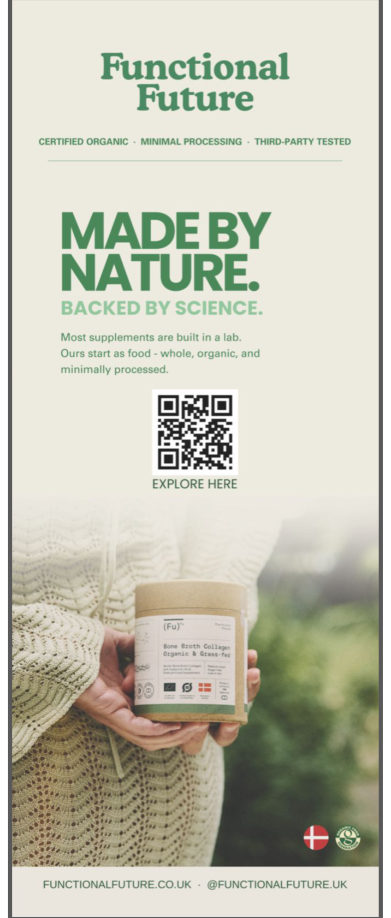 Functional
Future
CERTIFIED ORGANIC · MINIMAL PROCESSING · THIRD-PARTY TESTED
MADE BY
NATURE.
BACKED BY SCIENCE.
Most supplements are built in a lab.
Ours start as food - whole, organic, and
minimally processed.
EXPLORE HERE
(Fu)™
Bone Broth Collagen
Organic & Grass-fed
FUNCTIONALFUTURE.CO.UK · @FUNCTIONALFUTURE.UK